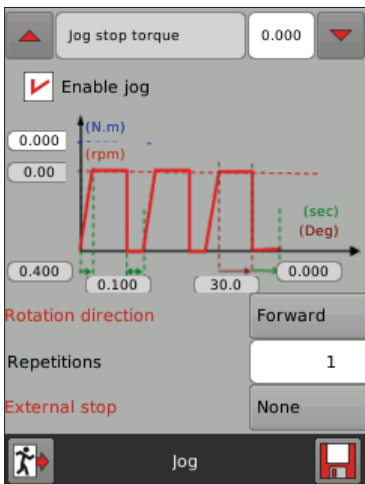 Jog stop torque 0.000
Enable jog
(N.m)
0.000
(rpm)
0.00
(sec)
(Deg)
0.400 0.000
0.100 30.0
Rotation direction Forward
Repetitions 1
External stop None
Jog